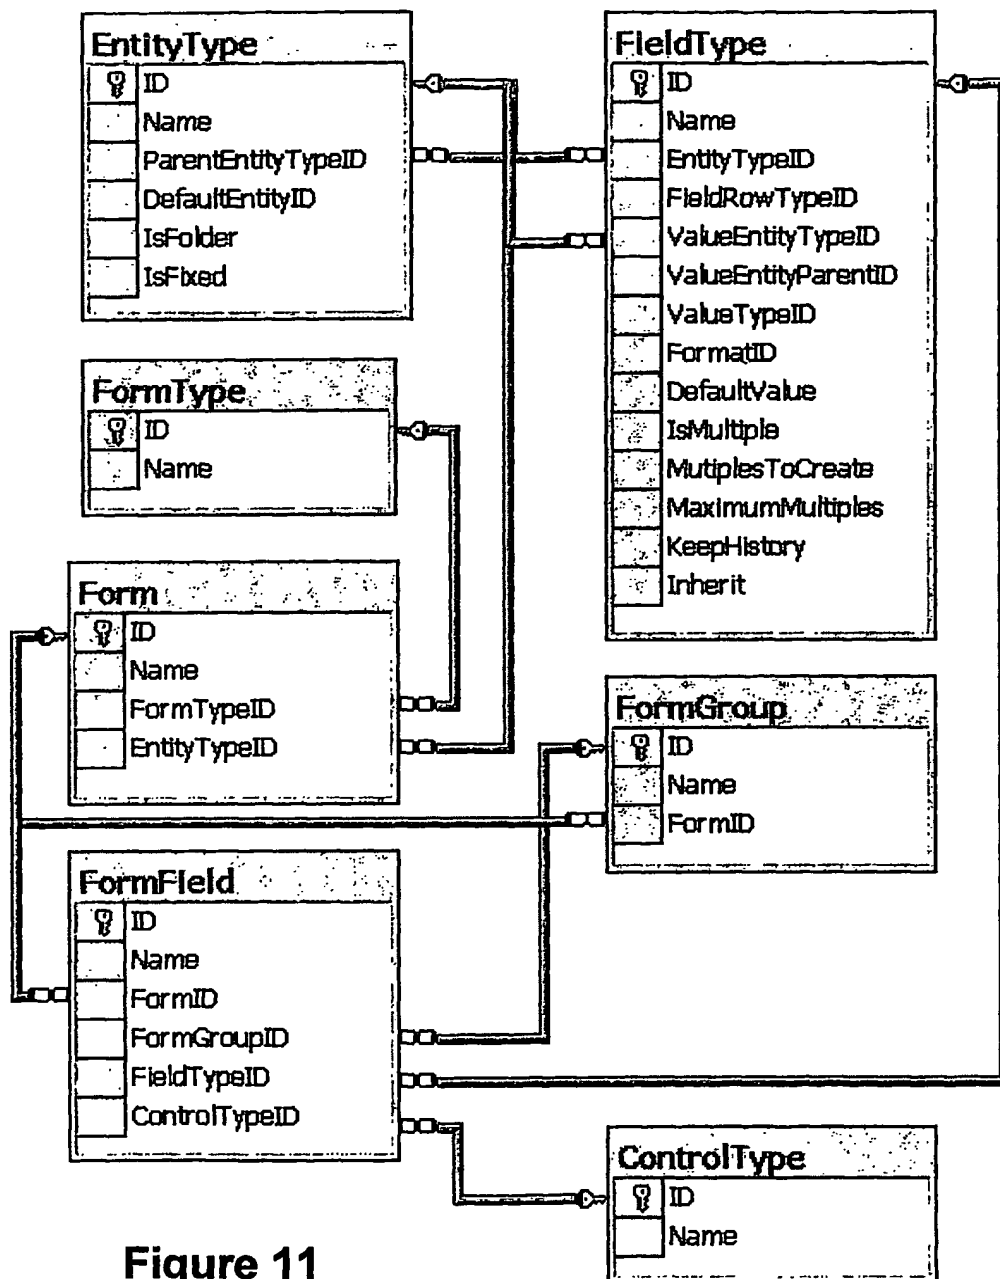 EntityType
ID
Name
ParentEntityTypeID
DefaultEntityID
IsFolder
IsFixed
FieldType
ID
Name
EntityTypeID
FieldRowTypeID
ValueEntityTypeID
ValueEntityParentID
ValueTypeID
FormatID
DefaultValue
IsMultiple
MutiplesToCreate
MaximumMultiples
KeepHistory
Inherit
FormType
ID
Name
Form
ID
Name
FormTypeID
EntityTypeID
FormGroup
ID
Name
FormID
FormField
ID
Name
FormID
FormGroupID
FieldTypeID
ControlTypeID
ControlType
ID
Name
Figure 11